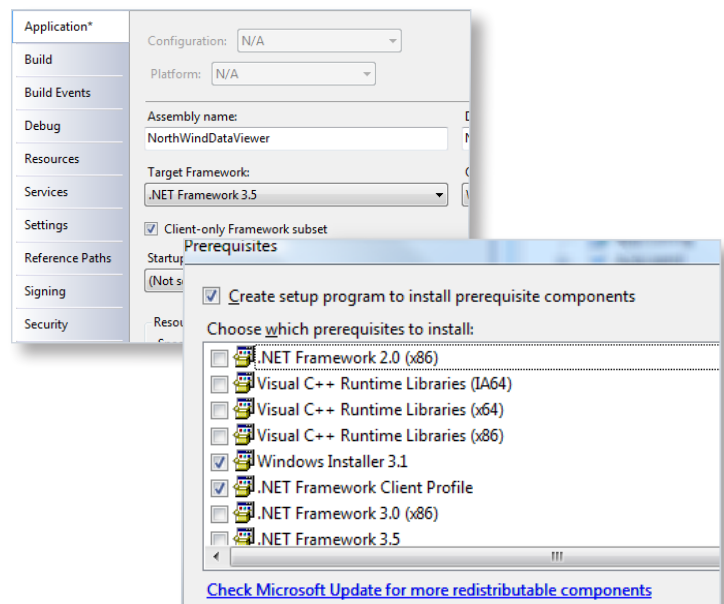 Application*
Build
Build Events
Debug
Resources
Services
Settings
Reference Paths
Signing
Security
Configuration: N/A
Platform: N/A
Assembly name:
NorthWindDataViewer
Target Framework:
.NET Framework 3.5
Client-only Framework subset
Prerequisites
Create setup program to install prerequisite components
Choose which prerequisites to install:
.NET Framework 2.0 (x86)
Visual C++ Runtime Libraries (IA64)
Visual C++ Runtime Libraries (x64)
Visual C++ Runtime Libraries (x86)
Windows Installer 3.1
.NET Framework Client Profile
.NET Framework 3.0 (x86)
.NET Framework 3.5
Check Microsoft Update for more redistributable components